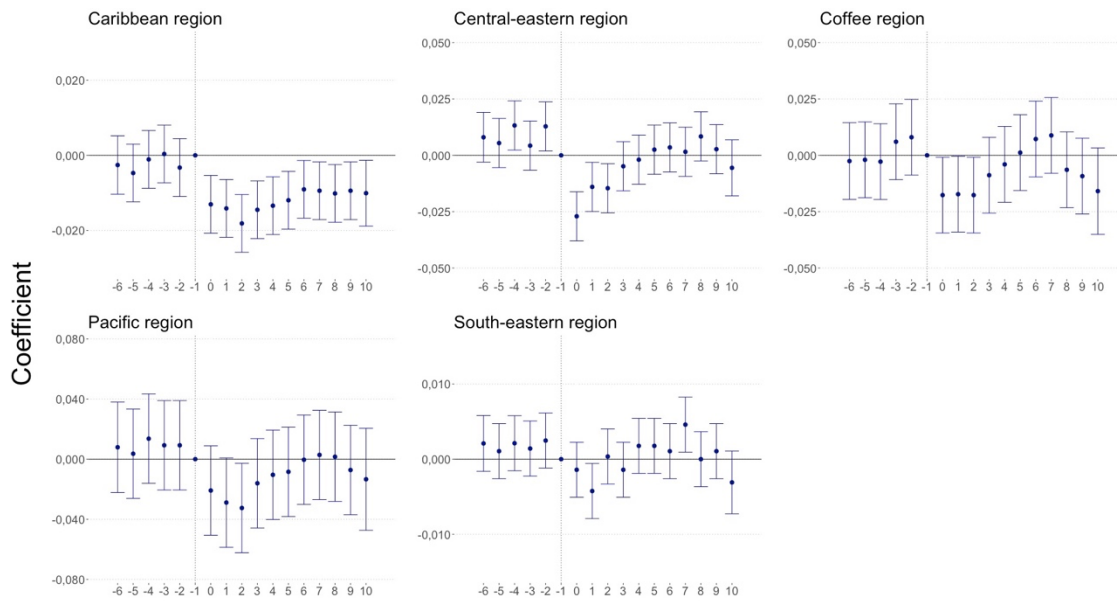 Caribbean region
Central-eastern region
Coffee region
0,020
0,000
-0,020
0,050
0,025
0,000
-0,025
-0,050
0,050
0,025
0,000
-0,025
-0,050
-6 -5 -4 -3 -2 -1 0 1 2 3 4 5 6 7 8 9 10
-6 -5 -4 -3 -2 -1 0 1 2 3 4 5 6 7 8 9 10
-6 -5 -4 -3 -2 -1 0 1 2 3 4 5 6 7 8 9 10
Coefficient
Pacific region
South-eastern region
0,080
0,040
0,000
-0,040
-0,080
0,010
0,000
-0,010
-6 -5 -4 -3 -2 -1 0 1 2 3 4 5 6 7 8 9 10
-6 -5 -4 -3 -2 -1 0 1 2 3 4 5 6 7 8 9 10